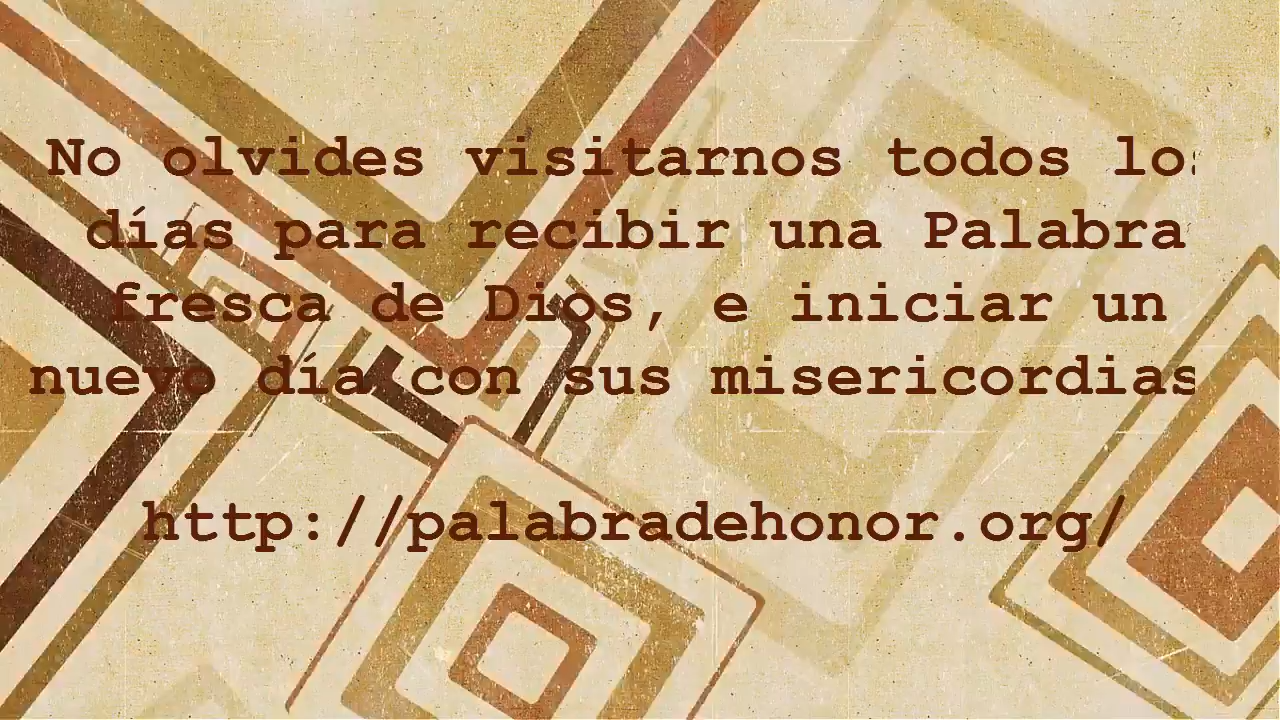 No olvides visitarnos todos los
días para recibir una Palabra
fresca de Dios, e iniciar un
nuevo día con sus misericordias
http://palabradehonor.org/